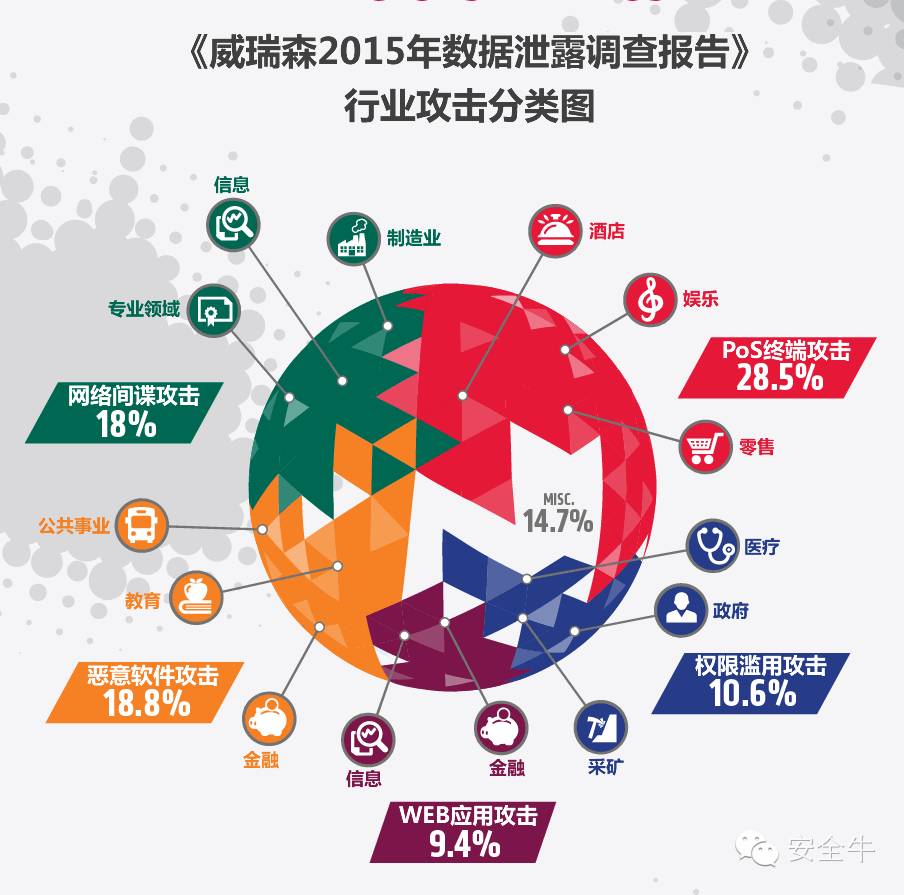 《威瑞森2015年数据泄露调查报告》
行业攻击分类图
信息
制造业
酒店
专业领域
娱乐
PoS终端攻击
28.5%
网络间谍攻击
18%
零售
MISC.
14.7%
公共事业
医疗
教育
政府
恶意软件攻击
18.8%
权限滥用攻击
10.6%
金融
信息
金融
采矿
WEB应用攻击
9.4%
安全牛